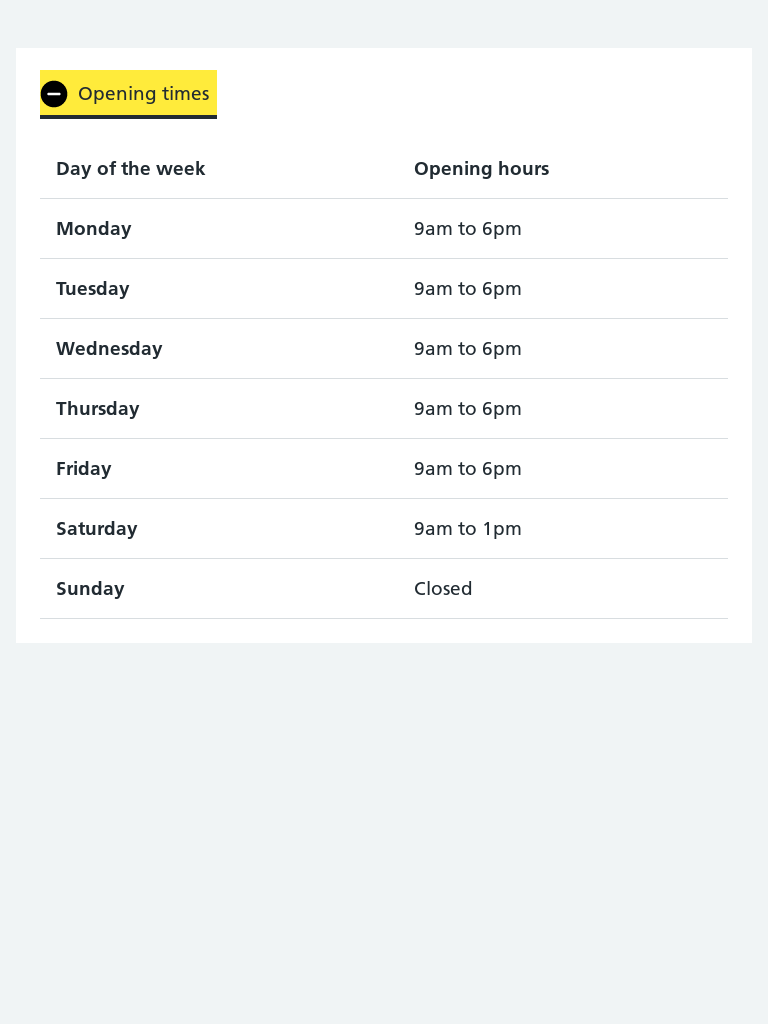 Opening times
Day of the week Opening hours
Monday 9am to 6pm
Tuesday 9am to 6pm
Wednesday 9am to 6pm
Thursday 9am to 6pm
Friday 9am to 6pm
Saturday 9am to 1pm
Sunday Closed